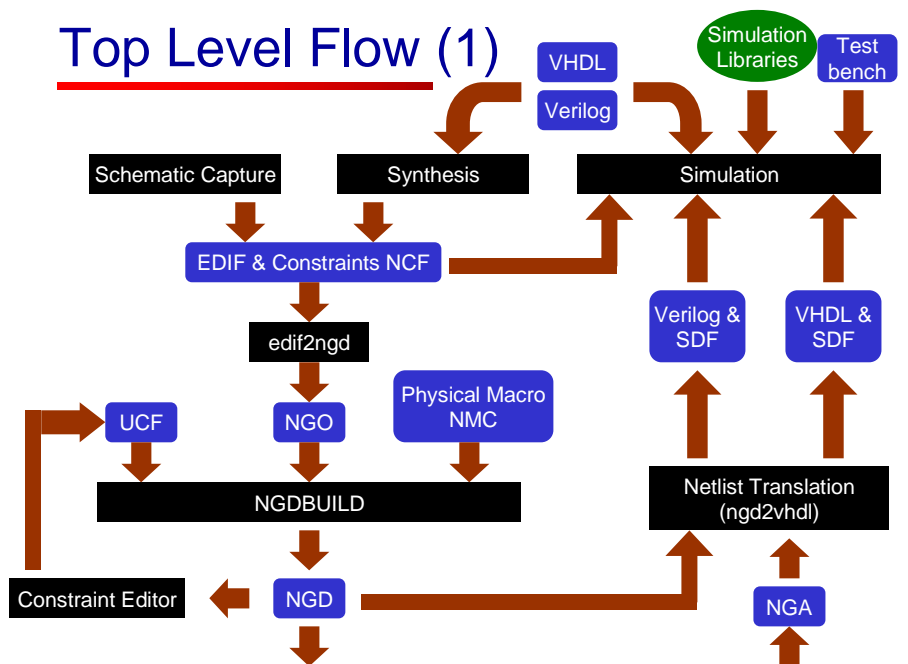 Top Level Flow (1)
VHDL
Verilog
Simulation
Libraries
Test
bench
Schematic Capture
Synthesis
Simulation
EDIF & Constraints NCF
edif2ngd
Verilog &
SDF
VHDL &
SDF
UCF
NGO
Physical Macro
NMC
NGDBUILD
Netlist Translation
(ngd2vhdl)
Constraint Editor
NGD
NGA